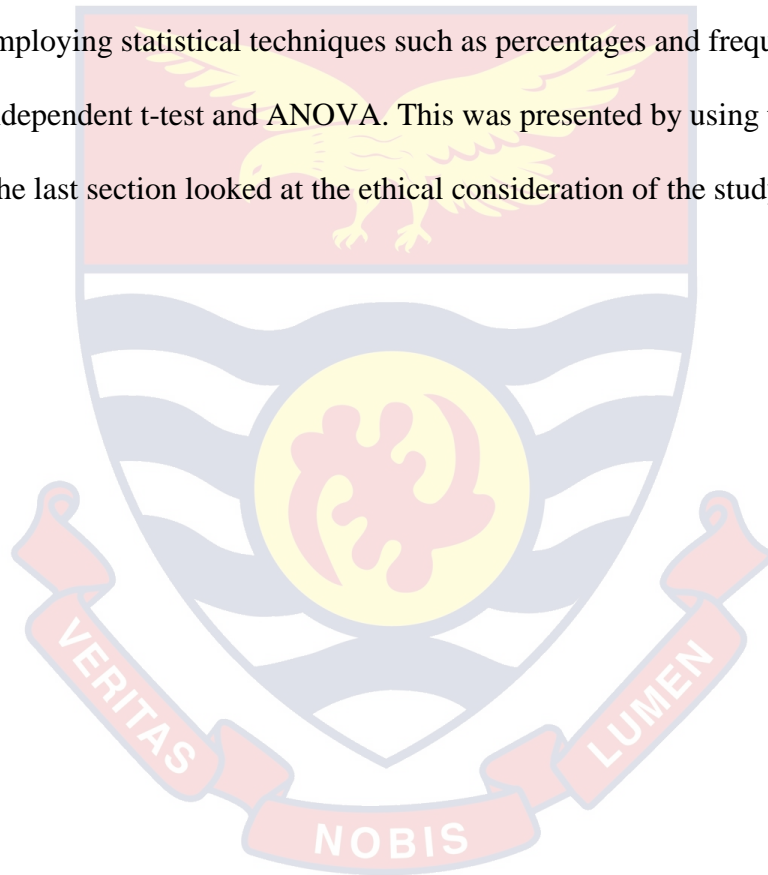 mploying statistical techniques such as percentages and frequ
dependent t-test and ANOVA. This was presented by using
he last section looked at the ethical consideration of the stud
VERITAS
NOBIS
LUMEN